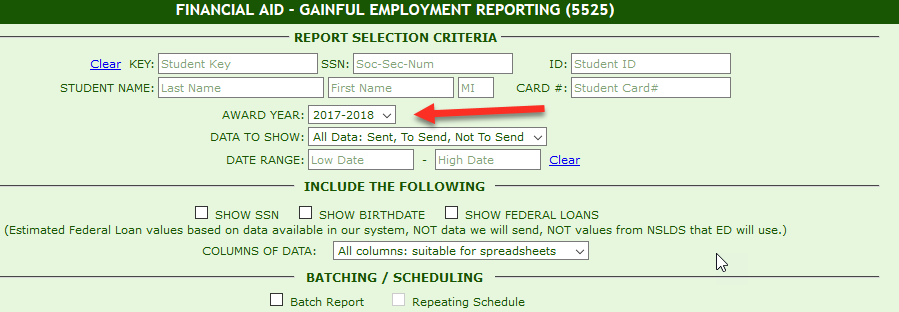 FINANCIAL AID - GAINFUL EMPLOYMENT REPORTING (5525)
REPORT SELECTION CRITERIA
Clear KEY: Student Key SSN: Soc-Sec-Num ID: Student ID
STUDENT NAME: Last Name First Name MI CARD #: Student Card#
AWARD YEAR: 2017-2018
DATA TO SHOW: All Data: Sent, To Send, Not To Send
DATE RANGE: Low Date - High Date Clear
INCLUDE THE FOLLOWING
SHOW SSN SHOW BIRTHDATE SHOW FEDERAL LOANS
(Estimated Federal Loan values based on data available in our system, NOT data we will send, NOT values from NSLDS that ED will use.)
COLUMNS OF DATA: All columns: suitable for spreadsheets
BATCHING / SCHEDULING
Batch Report Repeating Schedule